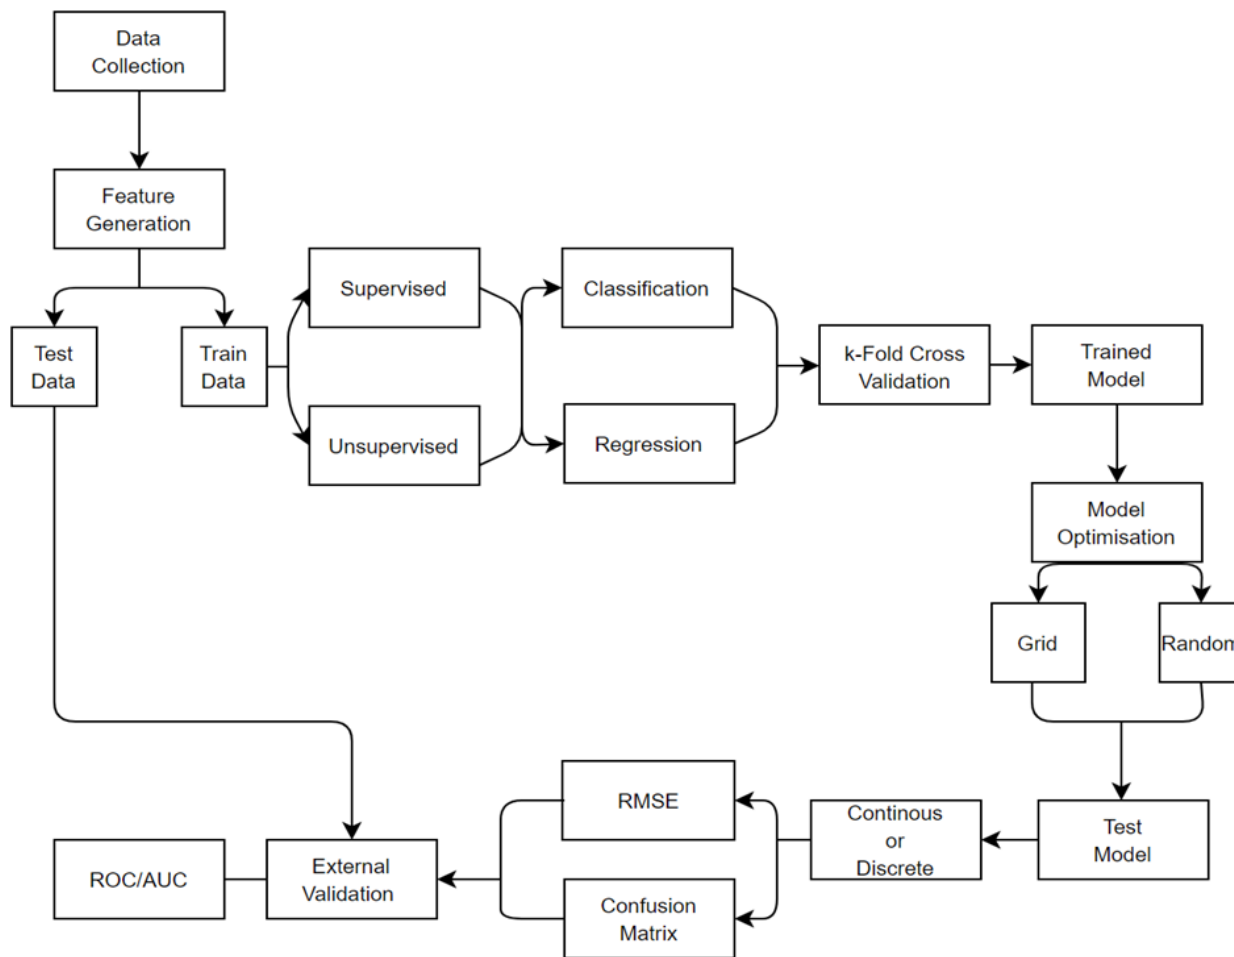 Data
Collection
Feature
Generation
Test
Data
Train
Data
Supervised
Unsupervised
Classification
Regression
k-Fold Cross
Validation
Trained
Model
Model
Optimisation
Grid
Random
Test
Model
Continous
or
Discrete
RMSE
Confusion
Matrix
External
Validation
ROC/AUC